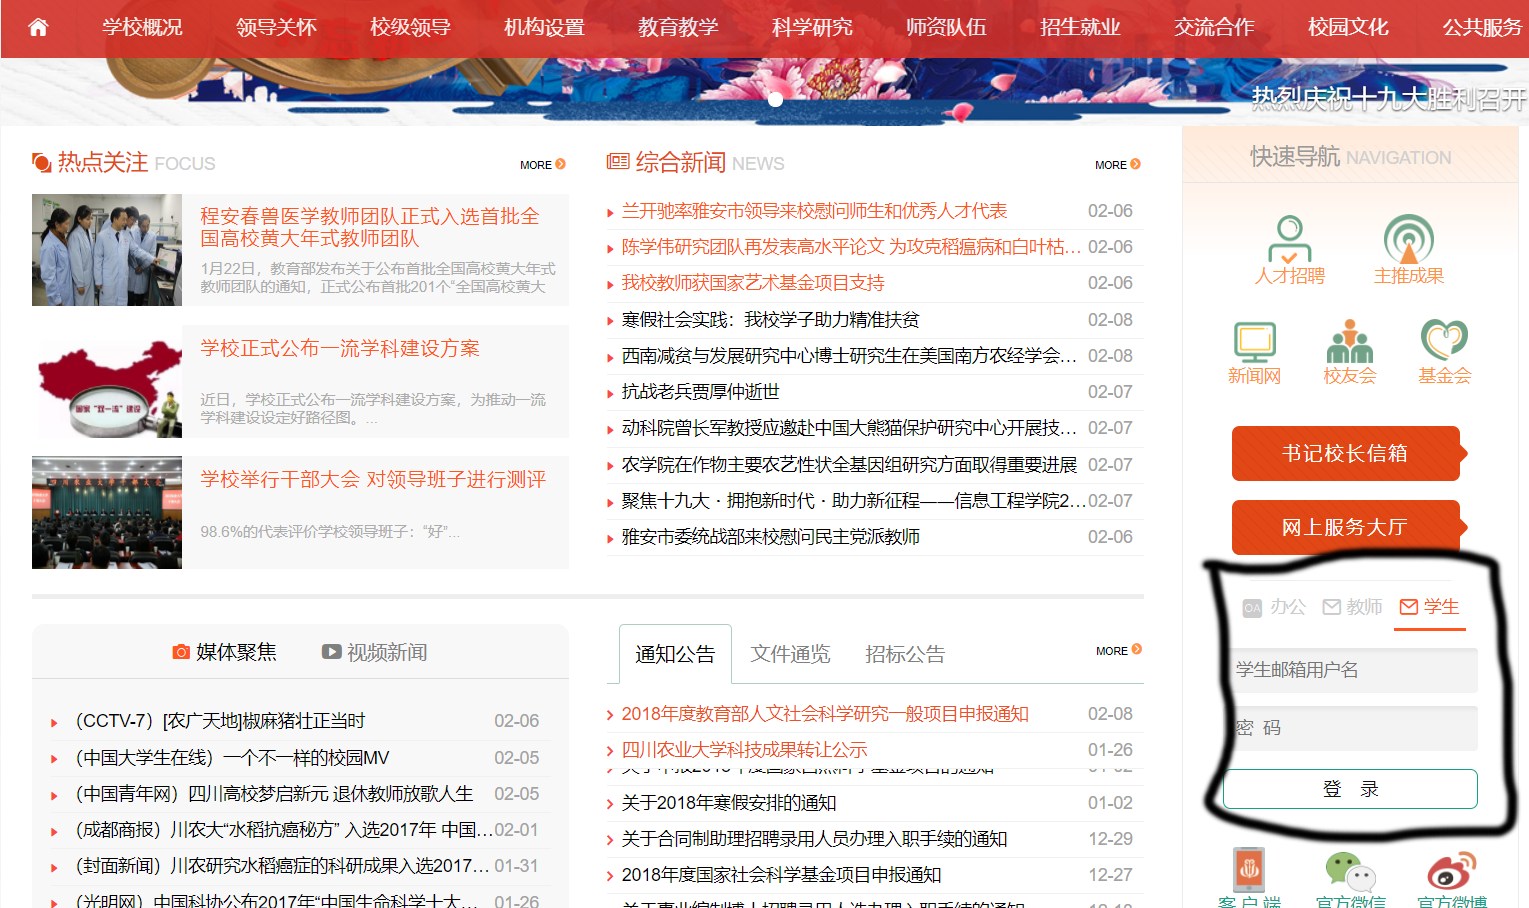 学校概况 领导关怀 校级领导 机构设置 教育教学 科学研究 师资队伍 招生就业 交流合作 校园文化 公共服务
热烈庆祝十九大胜利召开
热点关注 FOCUS MORE
程安春兽医学教师团队正式入选首批全
国高校黄大年式教师团队
1月22日，教育部发布关于公布首批全国高校黄大年式
教师团队的通知，正式公布首批201个“全国高校黄大
学校正式公布一流学科建设方案
近日，学校正式公布一流学科建设方案，为推动一流
学科建设设定好路径图。...
国家“双一流”建设
学校举行干部大会 对领导班子进行测评
98.6%的代表评价学校领导班子：“好”...
综合新闻 NEWS MORE
兰开驰率雅安市领导来校慰问师生和优秀人才代表 02-06
陈学伟研究团队再发表高水平论文 为攻克稻瘟病和白叶枯... 02-06
我校教师获国家艺术基金项目支持 02-06
寒假社会实践：我校学子助力精准扶贫 02-08
西南减贫与发展研究中心博士研究生在美国南方农经学会... 02-08
抗战老兵贾厚仲逝世 02-07
动科院曾长军教授应邀赴中国大熊猫保护研究中心开展技... 02-07
农学院在作物主要农艺性状全基因组研究方面取得重要进展 02-07
聚焦十九大·拥抱新时代·助力新征程——信息工程学院2... 02-07
雅安市委统战部来校慰问民主党派教师 02-06
快速导航 NAVIGATION
人才招聘 主推成果
新闻网 校友会 基金会
书记校长信箱
网上服务大厅
OA 办公 教师 学生
学生邮箱用户名
密 码
登 录
客户端 官方微信 官方微博
媒体聚焦 视频新闻
（CCTV-7）[农广天地]椒麻猪壮正当时 02-06
（中国大学生在线）一个不一样的校园MV 02-05
（中国青年网）四川高校梦启新元 退休教师放歌人生 02-05
（成都商报）川农大“水稻抗癌秘方” 入选2017年 中国... 02-01
（封面新闻）川农研究水稻癌症的科研成果入选2017... 01-31
（光明网）中国科协公布2017年“中国生命科学十大... 01-26
通知公告 文件通览 招标公告 MORE
2018年度教育部人文社会科学研究一般项目申报通知 02-08
四川农业大学科技成果转让公示 01-26
关于2018年寒假安排的通知 01-02
关于合同制助理招聘录用人员办理入职手续的通知 12-29
2018年度国家社会科学基金项目申报通知 12-27